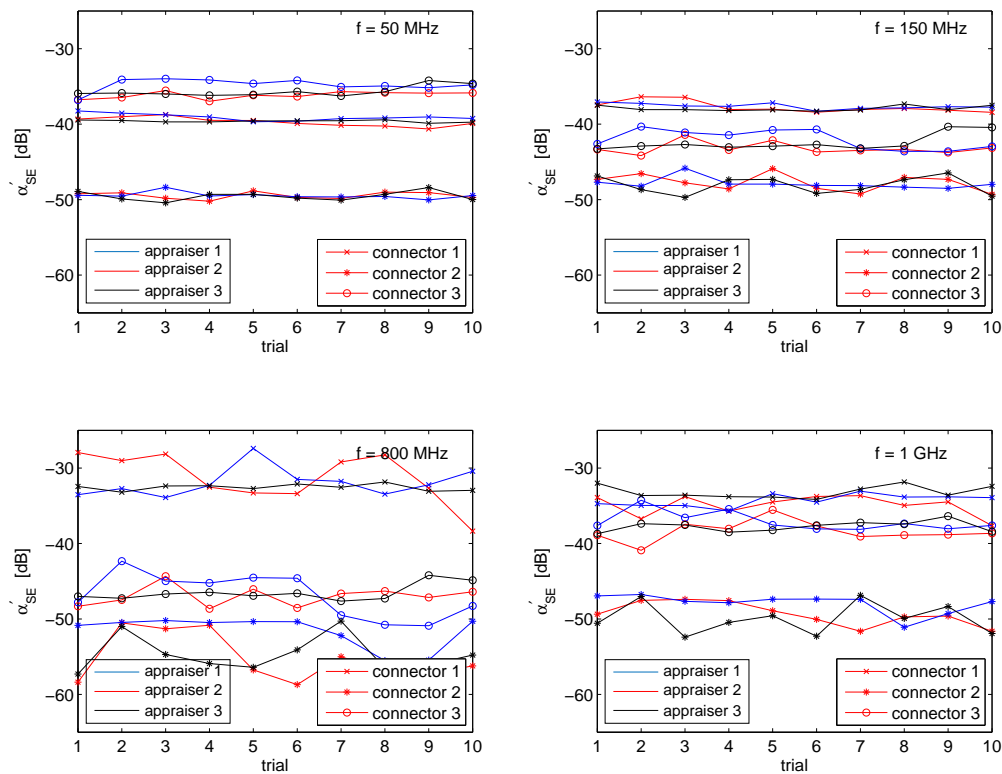 f = 50 MHz
−30
−40
−50
−60
α′SE [dB]
appraiser 1
appraiser 2
appraiser 3
connector 1
connector 2
connector 3
1 2 3 4 5 6 7 8 9 10
trial
f = 150 MHz
−30
−40
−50
−60
α′SE [dB]
appraiser 1
appraiser 2
appraiser 3
connector 1
connector 2
connector 3
1 2 3 4 5 6 7 8 9 10
trial
f = 800 MHz
−30
−40
−50
−60
α′SE [dB]
appraiser 1
appraiser 2
appraiser 3
connector 1
connector 2
connector 3
1 2 3 4 5 6 7 8 9 10
trial
f = 1 GHz
−30
−40
−50
−60
α′SE [dB]
appraiser 1
appraiser 2
appraiser 3
connector 1
connector 2
connector 3
1 2 3 4 5 6 7 8 9 10
trial